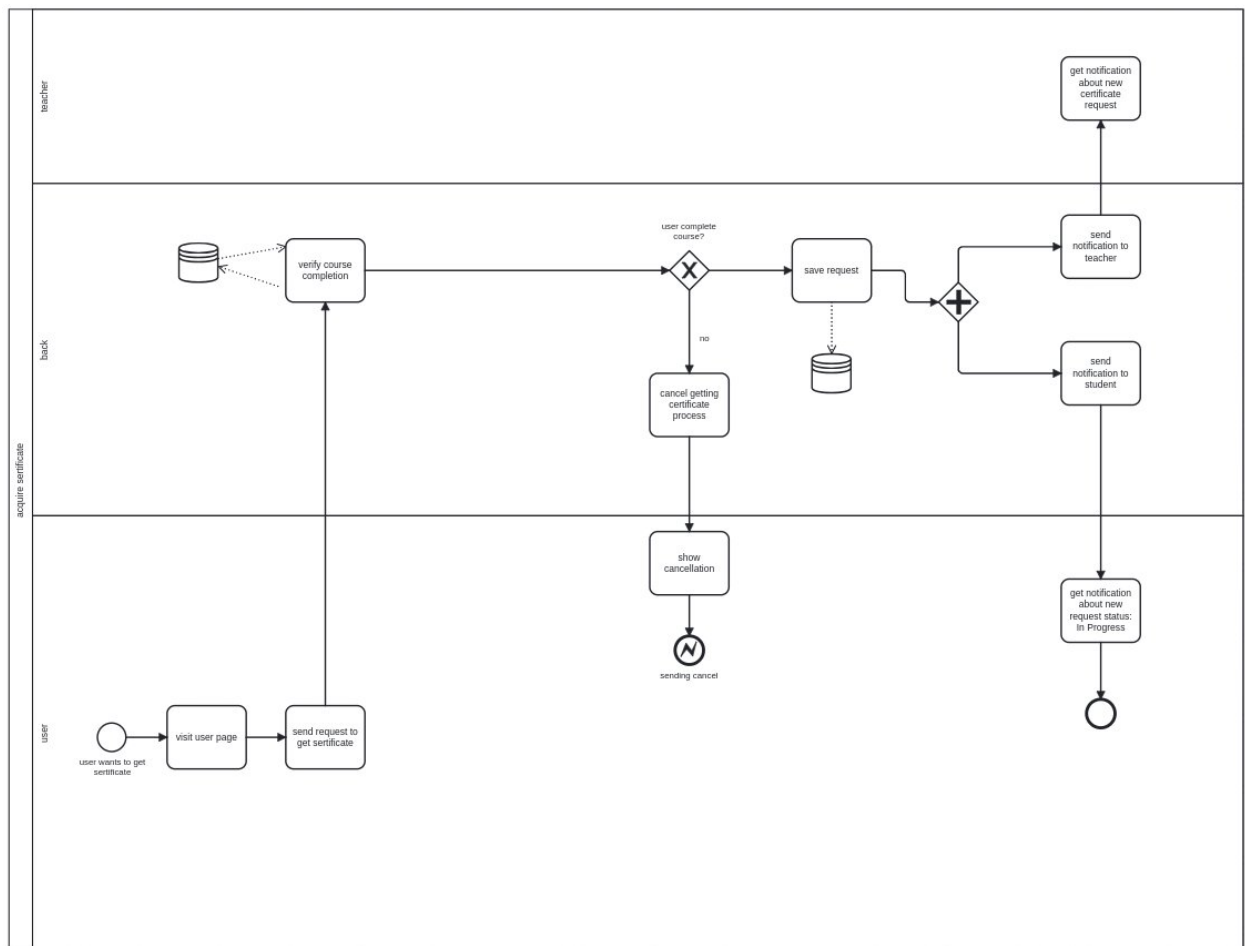 acquire sertificate
teacher
get notification
about new
certificate
request
back
verify course
completion
user complete
course?
save request
send
notification to
teacher
no
cancel getting
certificate
process
send
notification to
student
user
show
cancellation
sending cancel
get notification
about new
request status:
In Progress
user wants to get
sertificate
visit user page
send request to
get sertificate